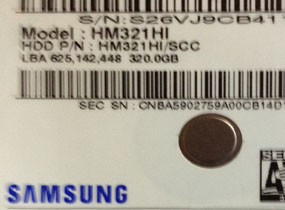 S/N: S26VJ9CB41
Model : HM321HI
HDD P/N : HM321HI/SCC
LBA 625,142,448 320.0GB
SEC SN : CNBA5902759A00CB14D
SAMSUNG